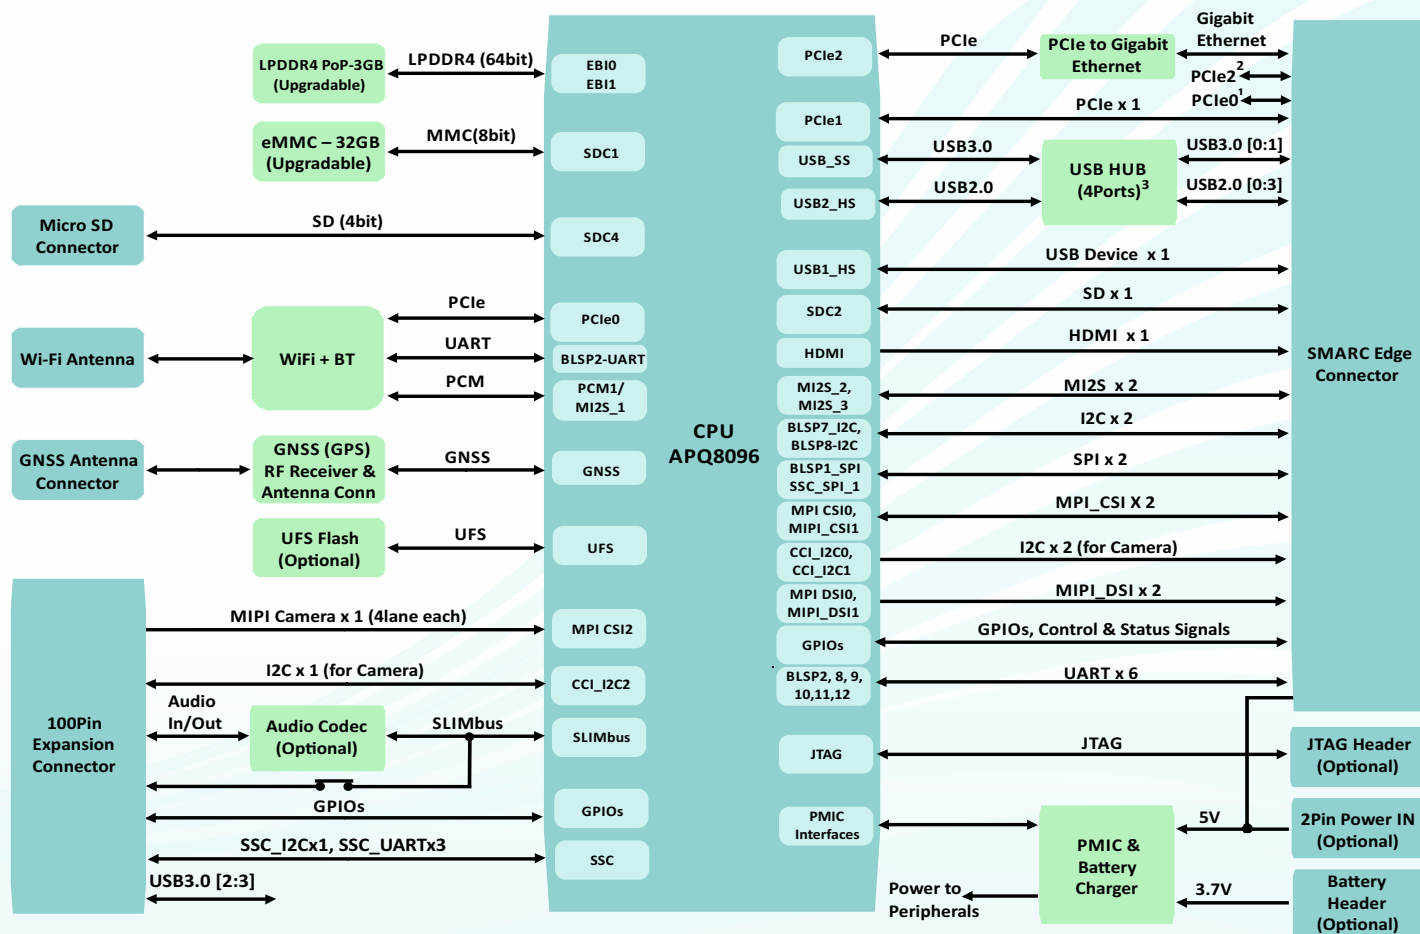 LPDDR4 PoP-3GB
(Upgradable)
LPDDR4 (64bit)
EBI0
EBI1
eMMC – 32GB
(Upgradable)
MMC(8bit)
SDC1
Micro SD
Connector
SD (4bit)
SDC4
Wi-Fi Antenna
WiFi + BT
PCIe
PCIe0
UART
BLSP2-UART
PCM
PCM1/
MI2S_1
GNSS Antenna
Connector
GNSS (GPS)
RF Receiver &
Antenna Conn
GNSS
GNSS
UFS Flash
(Optional)
UFS
UFS
100Pin
Expansion
Connector
MIPI Camera x 1 (4lane each)
MPI CSI2
I2C x 1 (for Camera)
CCI_I2C2
Audio
In/Out
Audio Codec
(Optional)
SLIMbus
SLIMbus
GPIOs
GPIOs
SSC_I2Cx1, SSC_UARTx3
SSC
USB3.0 [2:3]
CPU
APQ8096
PCIe2
PCIe
PCIe to Gigabit
Ethernet
Gigabit
Ethernet
PCIe2²
PCIe0¹
PCIe1
PCIe x 1
USB_SS
USB3.0
USB2_HS
USB2.0
USB HUB
(4Ports)³
USB3.0 [0:1]
USB2.0 [0:3]
USB1_HS
USB Device x 1
SDC2
SD x 1
HDMI
HDMI x 1
MI2S_2,
MI2S_3
MI2S x 2
BLSP7_I2C,
BLSP8-I2C
I2C x 2
BLSP1_SPI
SSC_SPI_1
SPI x 2
MPI CSI0,
MIPI_CSI1
MPI_CSI X 2
CCI_I2C0,
CCI_I2C1
I2C x 2 (for Camera)
MPI DSI0,
MIPI_DSI1
MIPI_DSI x 2
GPIOs
GPIOs, Control & Status Signals
BLSP2, 8, 9,
10,11,12
UART x 6
SMARC Edge
Connector
JTAG
JTAG
JTAG Header
(Optional)
PMIC
Interfaces
PMIC &
Battery
Charger
5V
2Pin Power IN
(Optional)
Power to
Peripherals
3.7V
Battery
Header
(Optional)